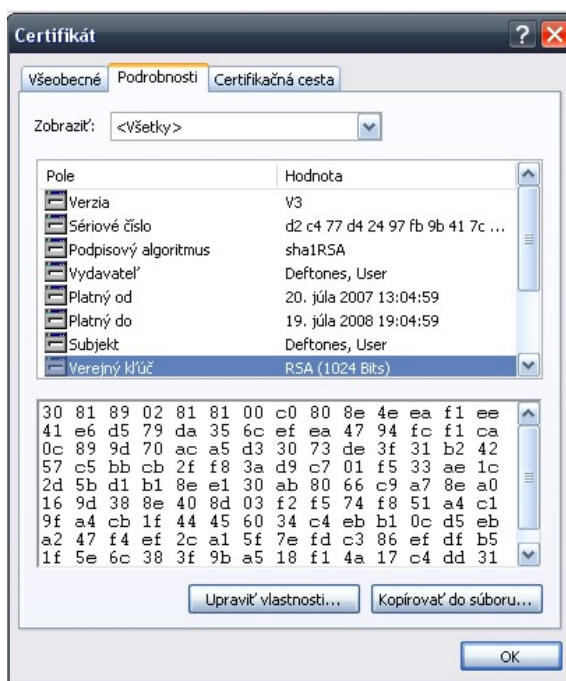 Certifikát
Všeobecné Podrobnosti Certifikačná cesta
Zobraziť: <Všetky>
Pole Hodnota
Verzia V3
Sériové číslo d2 c4 77 d4 24 97 fb 9b 41 7c ...
Podpisový algoritmus sha1RSA
Vydavateľ Deftones, User
Platný od 20. júla 2007 13:04:59
Platný do 19. júla 2008 19:04:59
Subjekt Deftones, User
Verejný kľúč RSA (1024 Bits)
30 81 89 02 81 81 00 c0 80 8e 4e ea f1 ee
41 e6 d5 79 da 35 6c ef ea 47 94 fc f1 ca
0c 89 9d 70 ac a5 d3 30 73 de 3f 31 b2 42
57 c5 bb cb 2f f8 3a d9 c7 01 f5 33 ae 1c
2d 5b d1 b1 8e e1 30 ab 80 66 c9 a7 8e a0
16 9d 38 8e 40 8d 03 f2 f5 74 f8 51 a4 c1
9f a4 cb 1f 44 45 60 34 c4 eb b1 0c d5 eb
a2 47 f4 ef 2c a1 5f 7e fd c3 86 ef df b5
1f 5e 6c 38 3f 9b a5 18 f1 4a 17 c4 dd 31
Upraviť vlastnosti... Kopírovať do súboru...
OK